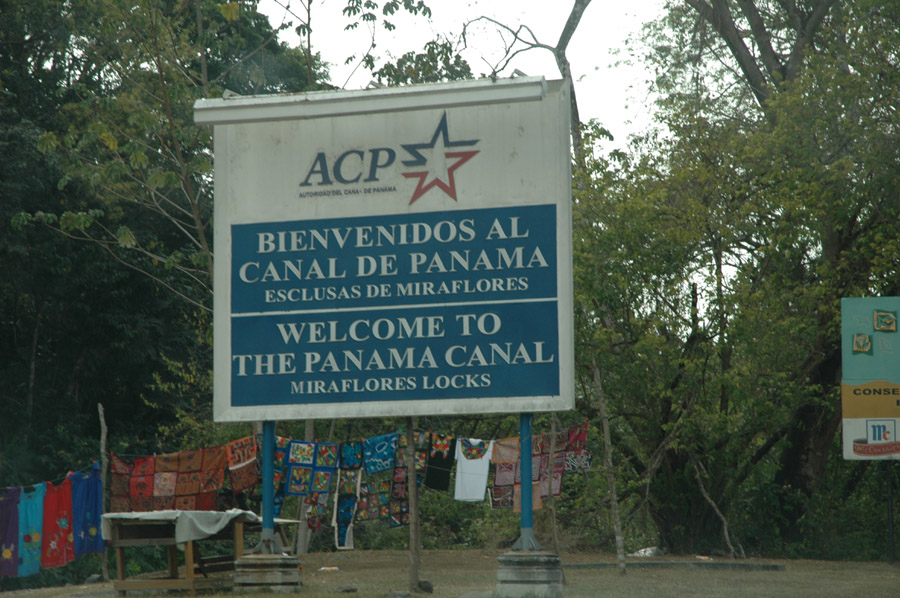 ACP
AUTORIDAD DEL CANAL DE PANAMA
BIENVENIDOS AL
CANAL DE PANAMA
ESCLUSAS DE MIRAFLORES
WELCOME TO
THE PANAMA CANAL
MIRAFLORES LOCKS
CONSE